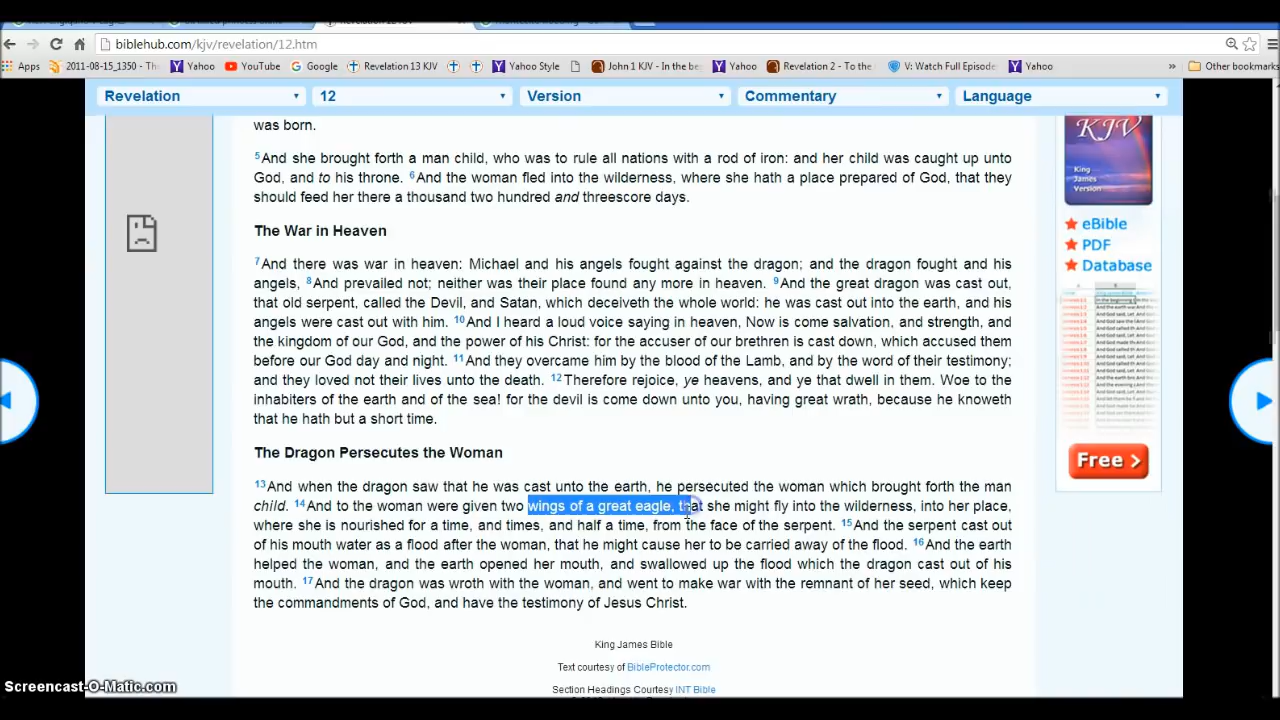 biblehub.com/kjv/revelation/12.htm
Apps 2011-08-15_1350 - Th Yahoo YouTube Google Revelation 13 KJV Yahoo Style John 1 KJV - In the be Yahoo Revelation 2 - To the V: Watch Full Episode Yahoo » Other bookmarks
Revelation 12 Version Commentary Language
was born.
5And she brought forth a man child, who was to rule all nations with a rod of iron: and her child was caught up unto
God, and to his throne. 6And the woman fled into the wilderness, where she hath a place prepared of God, that they
should feed her there a thousand two hundred and threescore days.
The War in Heaven
7And there was war in heaven: Michael and his angels fought against the dragon; and the dragon fought and his
angels, 8And prevailed not; neither was their place found any more in heaven. 9And the great dragon was cast out,
that old serpent, called the Devil, and Satan, which deceiveth the whole world: he was cast out into the earth, and his
angels were cast out with him. 10And I heard a loud voice saying in heaven, Now is come salvation, and strength, and
the kingdom of our God, and the power of his Christ: for the accuser of our brethren is cast down, which accused them
before our God day and night. 11And they overcame him by the blood of the Lamb, and by the word of their testimony;
and they loved not their lives unto the death. 12Therefore rejoice, ye heavens, and ye that dwell in them. Woe to the
inhabiters of the earth and of the sea! for the devil is come down unto you, having great wrath, because he knoweth
that he hath but a short time.
The Dragon Persecutes the Woman
13And when the dragon saw that he was cast unto the earth, he persecuted the woman which brought forth the man
child. 14And to the woman were given two wings of a great eagle, that she might fly into the wilderness, into her place,
where she is nourished for a time, and times, and half a time, from the face of the serpent. 15And the serpent cast out
of his mouth water as a flood after the woman, that he might cause her to be carried away of the flood. 16And the earth
helped the woman, and the earth opened her mouth, and swallowed up the flood which the dragon cast out of his
mouth. 17And the dragon was wroth with the woman, and went to make war with the remnant of her seed, which keep
the commandments of God, and have the testimony of Jesus Christ.
King James Bible
Text courtesy of BibleProtector.com
Section Headings Courtesy INT Bible
KJV
King
James
Version
eBible
PDF
Database
Free >
Screencast-O-Matic.com